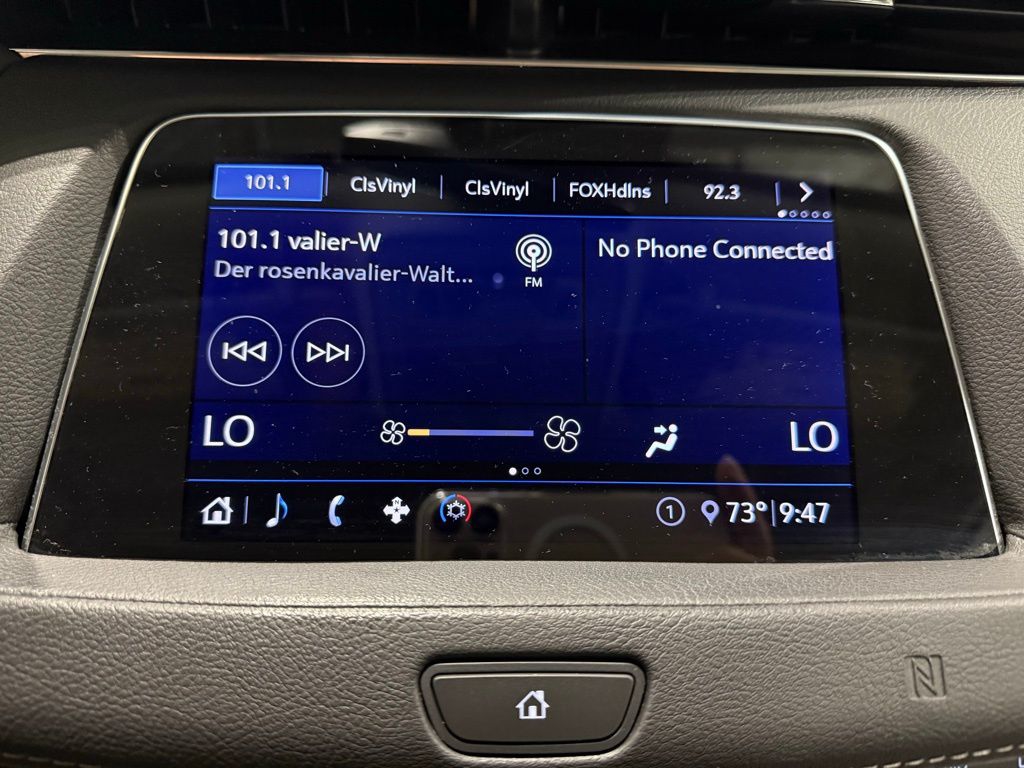 101.1 ClsVinyl ClsVinyl FOXHdlns 92.3
101.1 valier-W
Der rosenkavalier-Walt...
FM
No Phone Connected
LO LO
1 73° 9:47
N